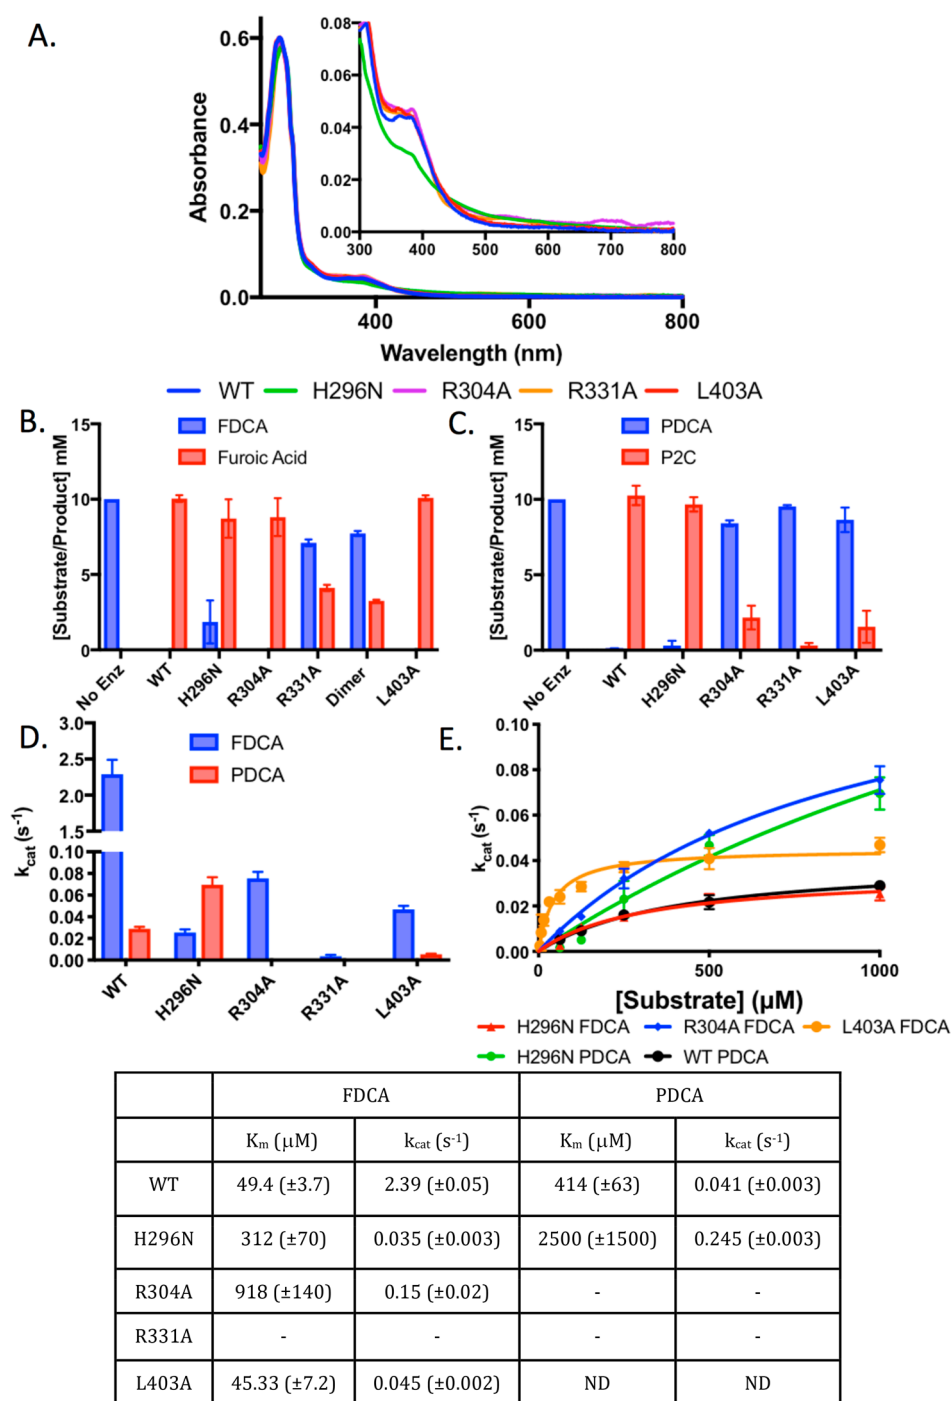 A.
0.6
0.4
0.2
0.0
Absorbance
0.08
0.06
0.04
0.02
0.00
300 400 500 600 700 800
400 600 800
Wavelength (nm)
WT H296N R304A R331A L403A
B.
FDCA
Furoic Acid
[Substrate/Product] mM
15
10
5
0
No Enz WT H296N R304A R331A Dimer L403A
C.
PDCA
P2C
[Substrate/Product] mM
15
10
5
0
No Enz WT H296N R304A R331A L403A
D.
FDCA
PDCA
kcat (s-1)
3.0
2.5
2.0
1.5
0.10
0.08
0.06
0.04
0.02
0.00
WT H296N R304A R331A L403A
E.
kcat (s-1)
0.10
0.08
0.06
0.04
0.02
0.00
0 500 1000
[Substrate] (µM)
H296N FDCA R304A FDCA L403A FDCA
H296N PDCA WT PDCA
FDCA PDCA
Km (µM) kcat (s-1) Km (µM) kcat (s-1)
WT 49.4 (±3.7) 2.39 (±0.05) 414 (±63) 0.041 (±0.003)
H296N 312 (±70) 0.035 (±0.003) 2500 (±1500) 0.245 (±0.003)
R304A 918 (±140) 0.15 (±0.02) - -
R331A - - - -
L403A 45.33 (±7.2) 0.045 (±0.002) ND ND